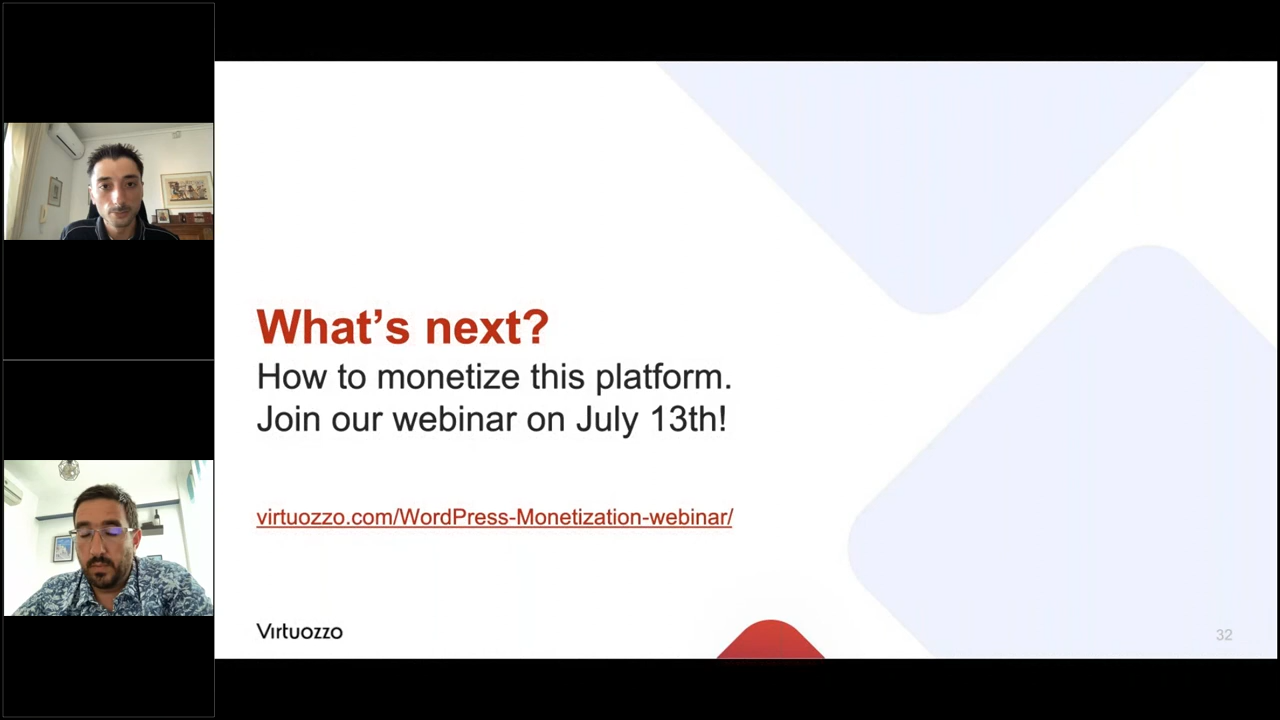 What’s next?
How to monetize this platform.
Join our webinar on July 13th!
virtuozzo.com/WordPress-Monetization-webinar/
Virtuozzo
32